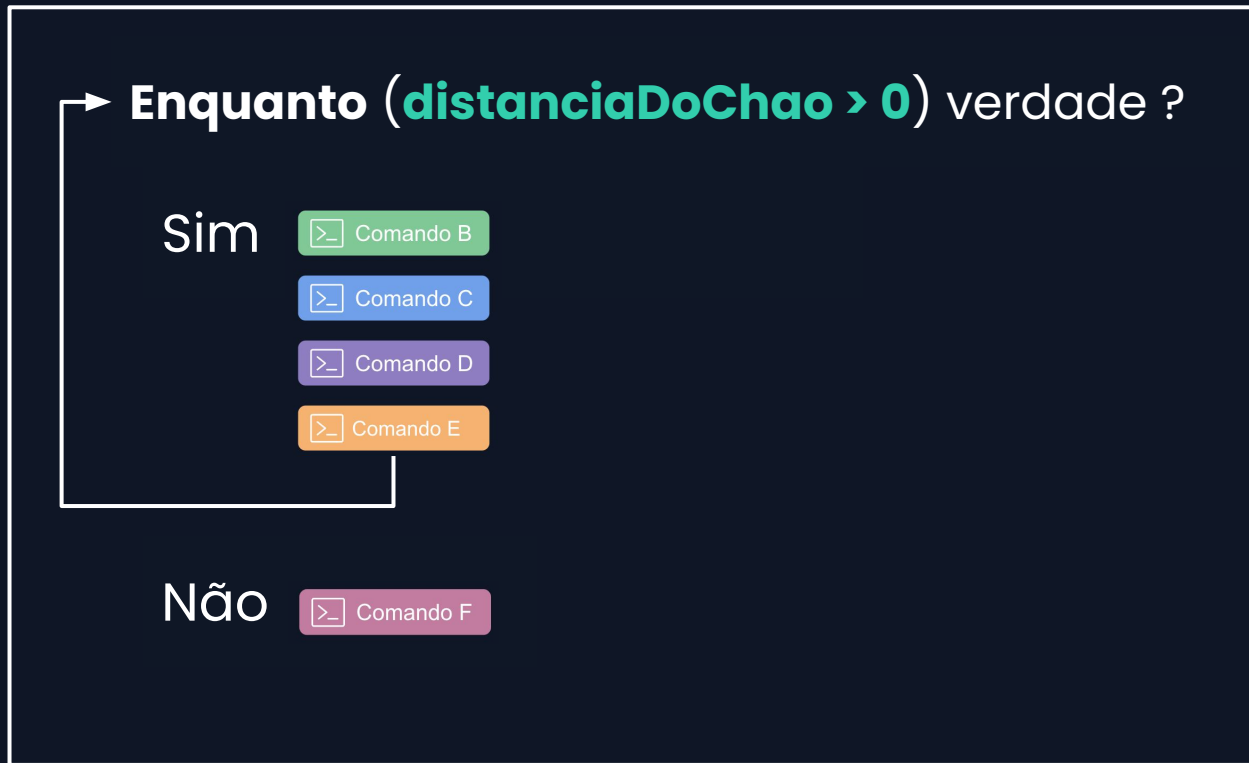 Enquanto (distanciaDoChao > 0) verdade ?
Sim
>_ Comando B
>_ Comando C
>_ Comando D
>_ Comando E
Não
>_ Comando F